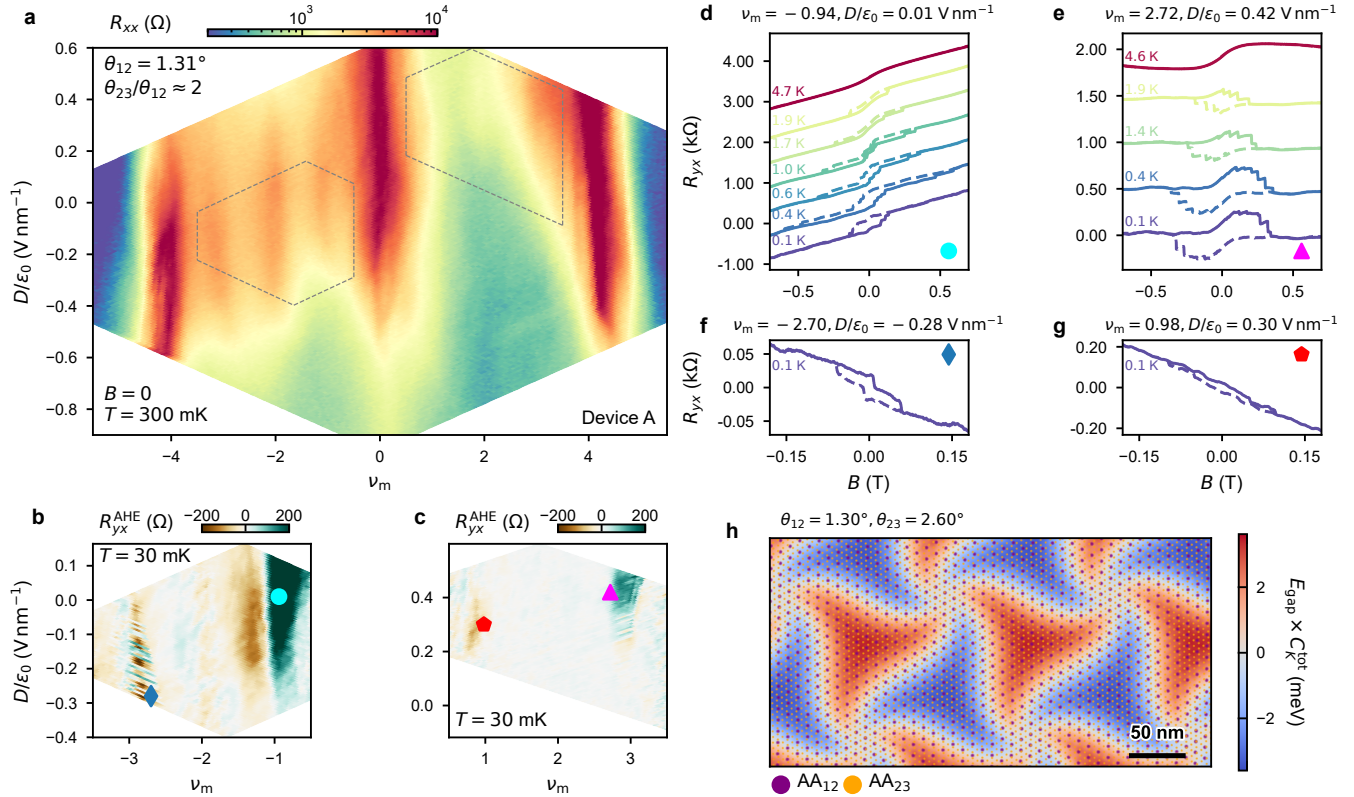 a
R_xx (Ω)
10³
10⁴
θ₁₂ = 1.31°
θ₂₃/θ₁₂ ≈ 2
0.6
0.4
0.2
0.0
−0.2
−0.4
−0.6
−0.8
D/ε₀ (V nm⁻¹)
B = 0
T = 300 mK
Device A
−4
−2
0
2
4
ν_m
b
R_yx^AHE (Ω)
−200
0
200
T = 30 mK
0.1
0.0
−0.1
−0.2
−0.3
−0.4
D/ε₀ (V nm⁻¹)
−3
−2
−1
ν_m
c
R_yx^AHE (Ω)
−200
0
200
0.4
0.2
0.0
T = 30 mK
1
2
3
ν_m
d
ν_m = − 0.94, D/ε₀ = 0.01 V nm⁻¹
4.00
3.00
2.00
1.00
0.00
-1.00
R_yx (kΩ)
4.7 K
1.9 K
1.7 K
1.0 K
0.6 K
0.4 K
0.1 K
−0.5
0.0
0.5
e
ν_m = 2.72, D/ε₀ = 0.42 V nm⁻¹
2.00
1.50
1.00
0.50
0.00
4.6 K
1.9 K
1.4 K
0.4 K
0.1 K
−0.5
0.0
0.5
f
ν_m = − 2.70, D/ε₀ = − 0.28 V nm⁻¹
0.05
0.00
-0.05
R_yx (kΩ)
0.1 K
−0.15
0.00
0.15
B (T)
g
ν_m = 0.98, D/ε₀ = 0.30 V nm⁻¹
0.20
0.00
-0.20
0.1 K
−0.15
0.00
0.15
B (T)
h
θ₁₂ = 1.30°, θ₂₃ = 2.60°
50 nm
AA₁₂
AA₂₃
2
0
−2
E_gap × C_K^tot (meV)